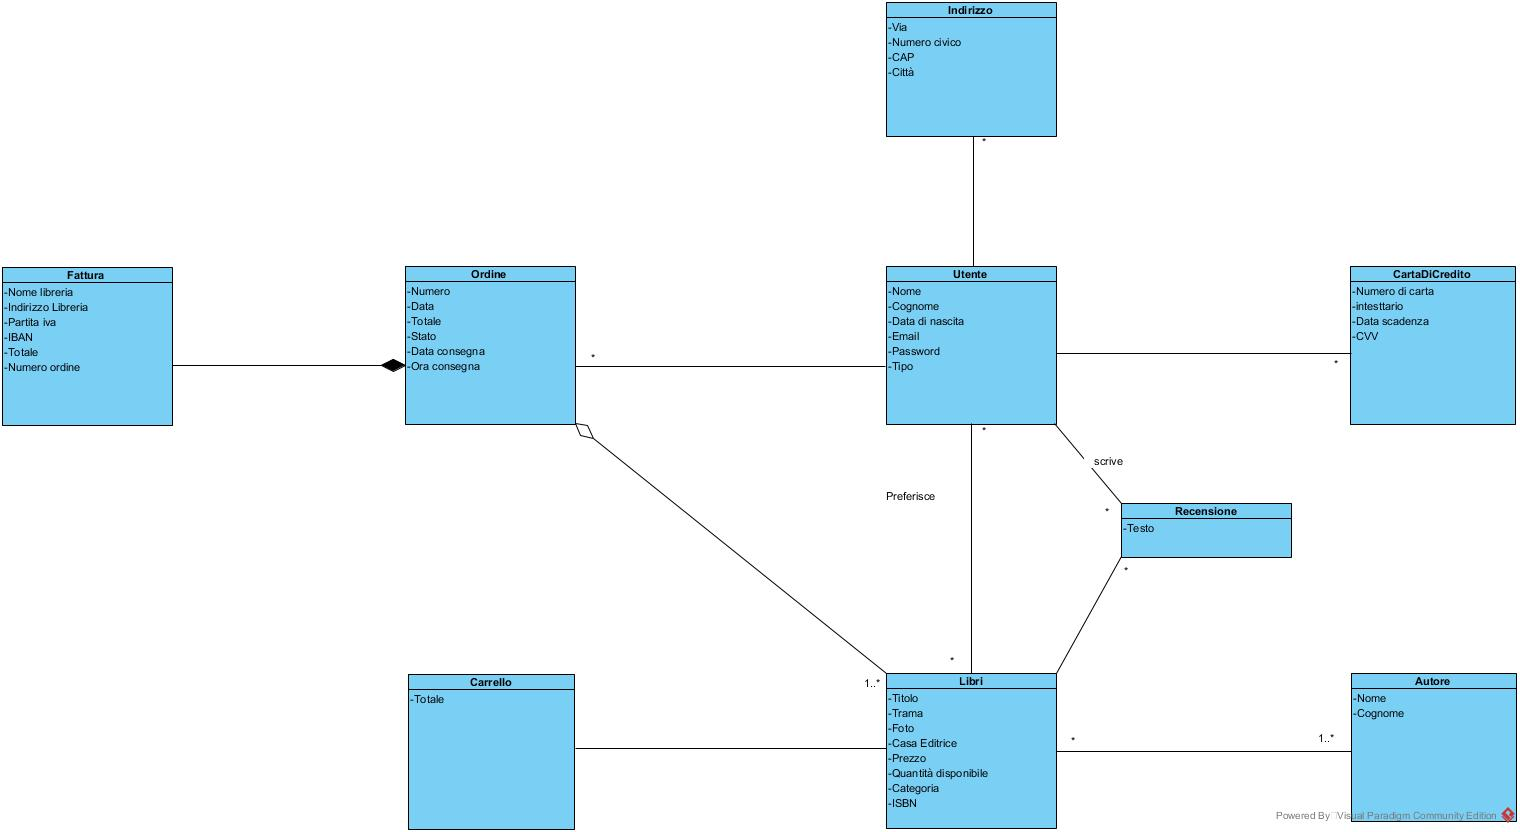 Indirizzo
-Via
-Numero civico
-CAP
-Città
*
Fattura
-Nome libreria
-Indirizzo Libreria
-Partita iva
-IBAN
-Totale
-Numero ordine
Ordine
-Numero
-Data
-Totale
-Stato
-Data consegna
-Ora consegna
*
Utente
-Nome
-Cognome
-Data di nascita
-Email
-Password
-Tipo
*
CartaDiCredito
-Numero di carta
-intesttario
-Data scadenza
-CVV
*
scrive
Preferisce
*
Recensione
-Testo
*
*
1..*
Carrello
-Totale
Libri
-Titolo
-Trama
-Foto
-Casa Editrice
-Prezzo
-Quantità disponibile
-Categoria
-ISBN
*
1..*
Autore
-Nome
-Cognome
Powered By Visual Paradigm Community Edition